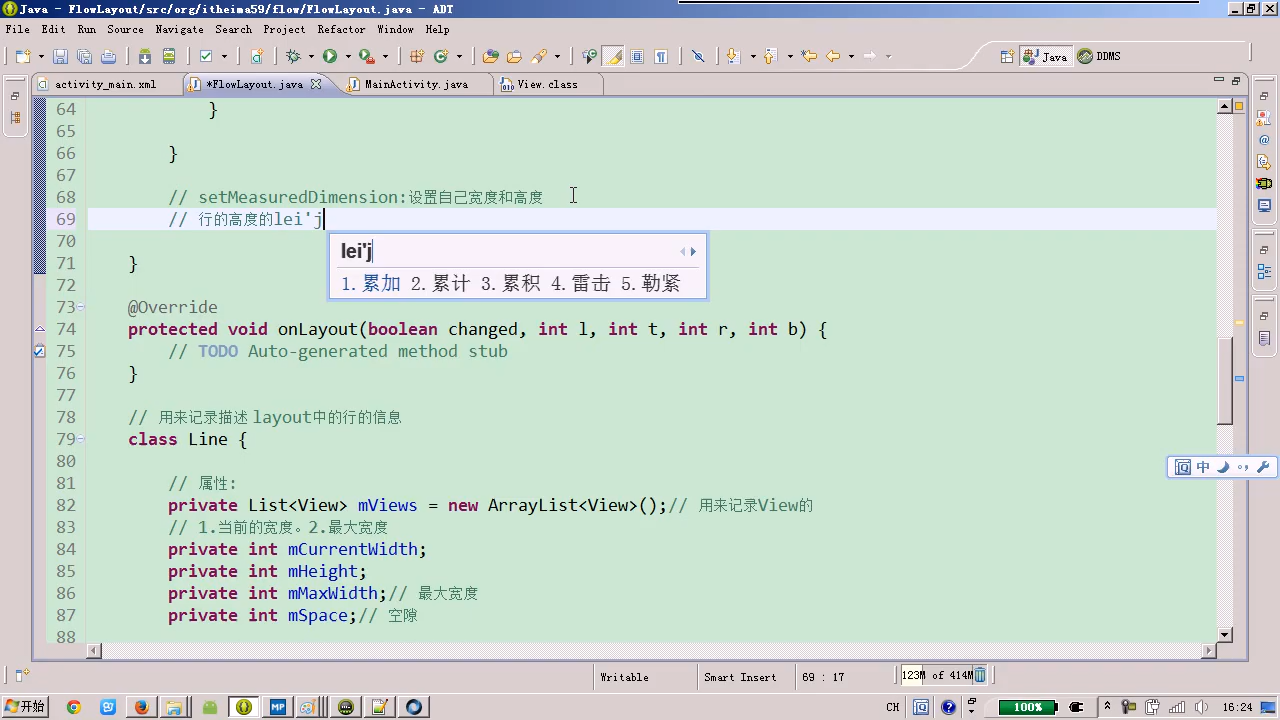 Java - FlowLayout/src/org/itheima59/flow/FlowLayout.java - ADT
File Edit Run Source Navigate Search Project Refactor Window Help
Java DDMS
activity_main.xml *FlowLayout.java MainActivity.java View.class
64 }
65
66 }
67
68 // setMeasuredDimension:设置自己宽度和高度
69 // 行的高度的lei'j
70
71 }
72
lei'j
1.累加 2.累计 3.累积 4.雷击 5.勒紧
73 @Override
74 protected void onLayout(boolean changed, int l, int t, int r, int b) {
75 // TODO Auto-generated method stub
76 }
77
78 // 用来记录描述 layout中的行的信息
79 class Line {
80
81 // 属性:
82 private List<View> mViews = new ArrayList<View>();// 用来记录View的
83 // 1.当前的宽度。2.最大宽度
84 private int mCurrentWidth;
85 private int mHeight;
86 private int mMaxWidth;// 最大宽度
87 private int mSpace;// 空隙
88
中
Writable Smart Insert 69 : 17 123M of 414M
开始 MP CH 100% 16:24